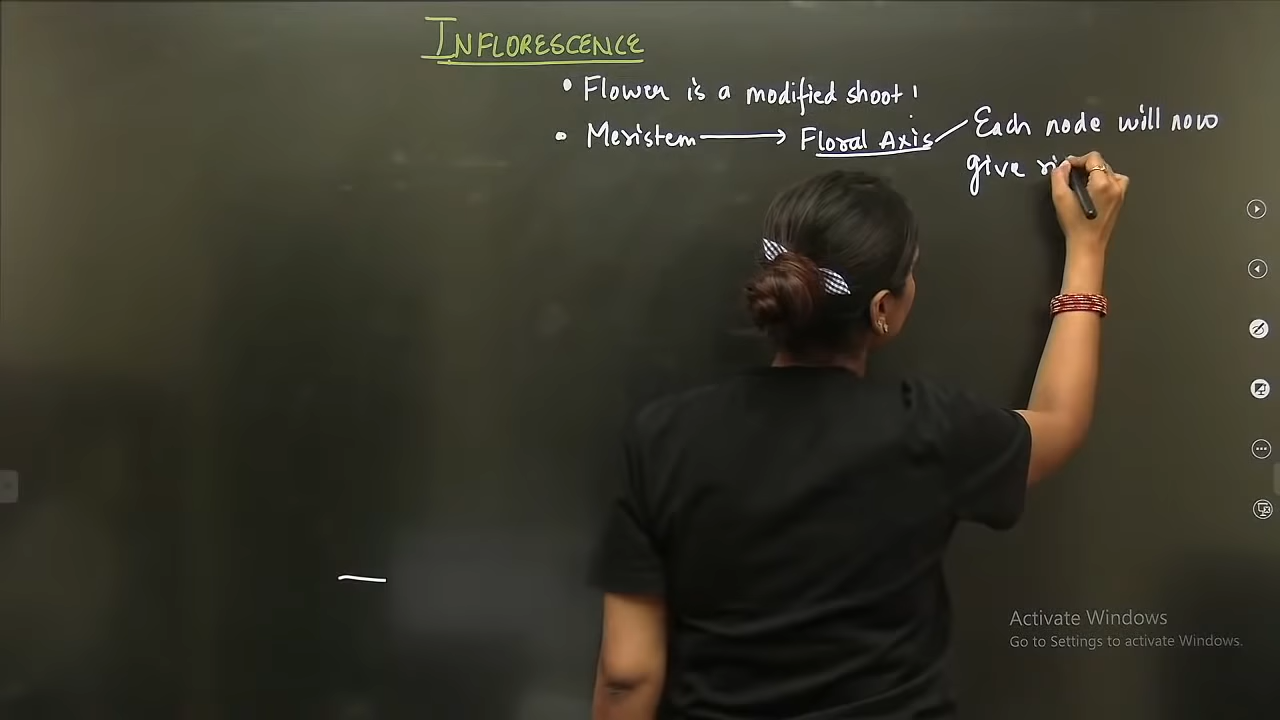 INFLORESCENCE
• Flower is a modified shoot!
• Meristem → Floral Axis
Each node will now
give
Activate Windows
Go to Settings to activate Windows.